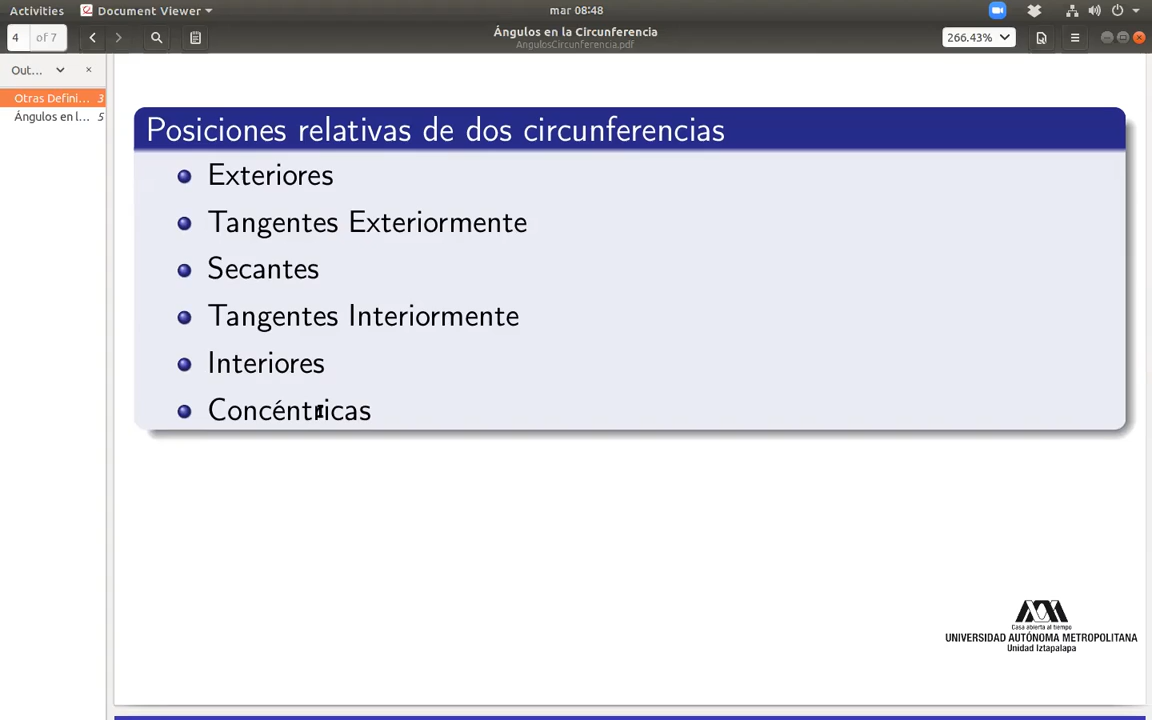 Activities Document Viewer mar 08:48
4 of 7 Ángulos en la Circunferencia 266.43%
AngulosCircunferencia.pdf
Out...
Otras Defini... 3
Ángulos en l... 5
Posiciones relativas de dos circunferencias
Exteriores
Tangentes Exteriormente
Secantes
Tangentes Interiormente
Interiores
Concéntricas
Casa abierta al tiempo
UNIVERSIDAD AUTÓNOMA METROPOLITANA
Unidad Iztapalapa